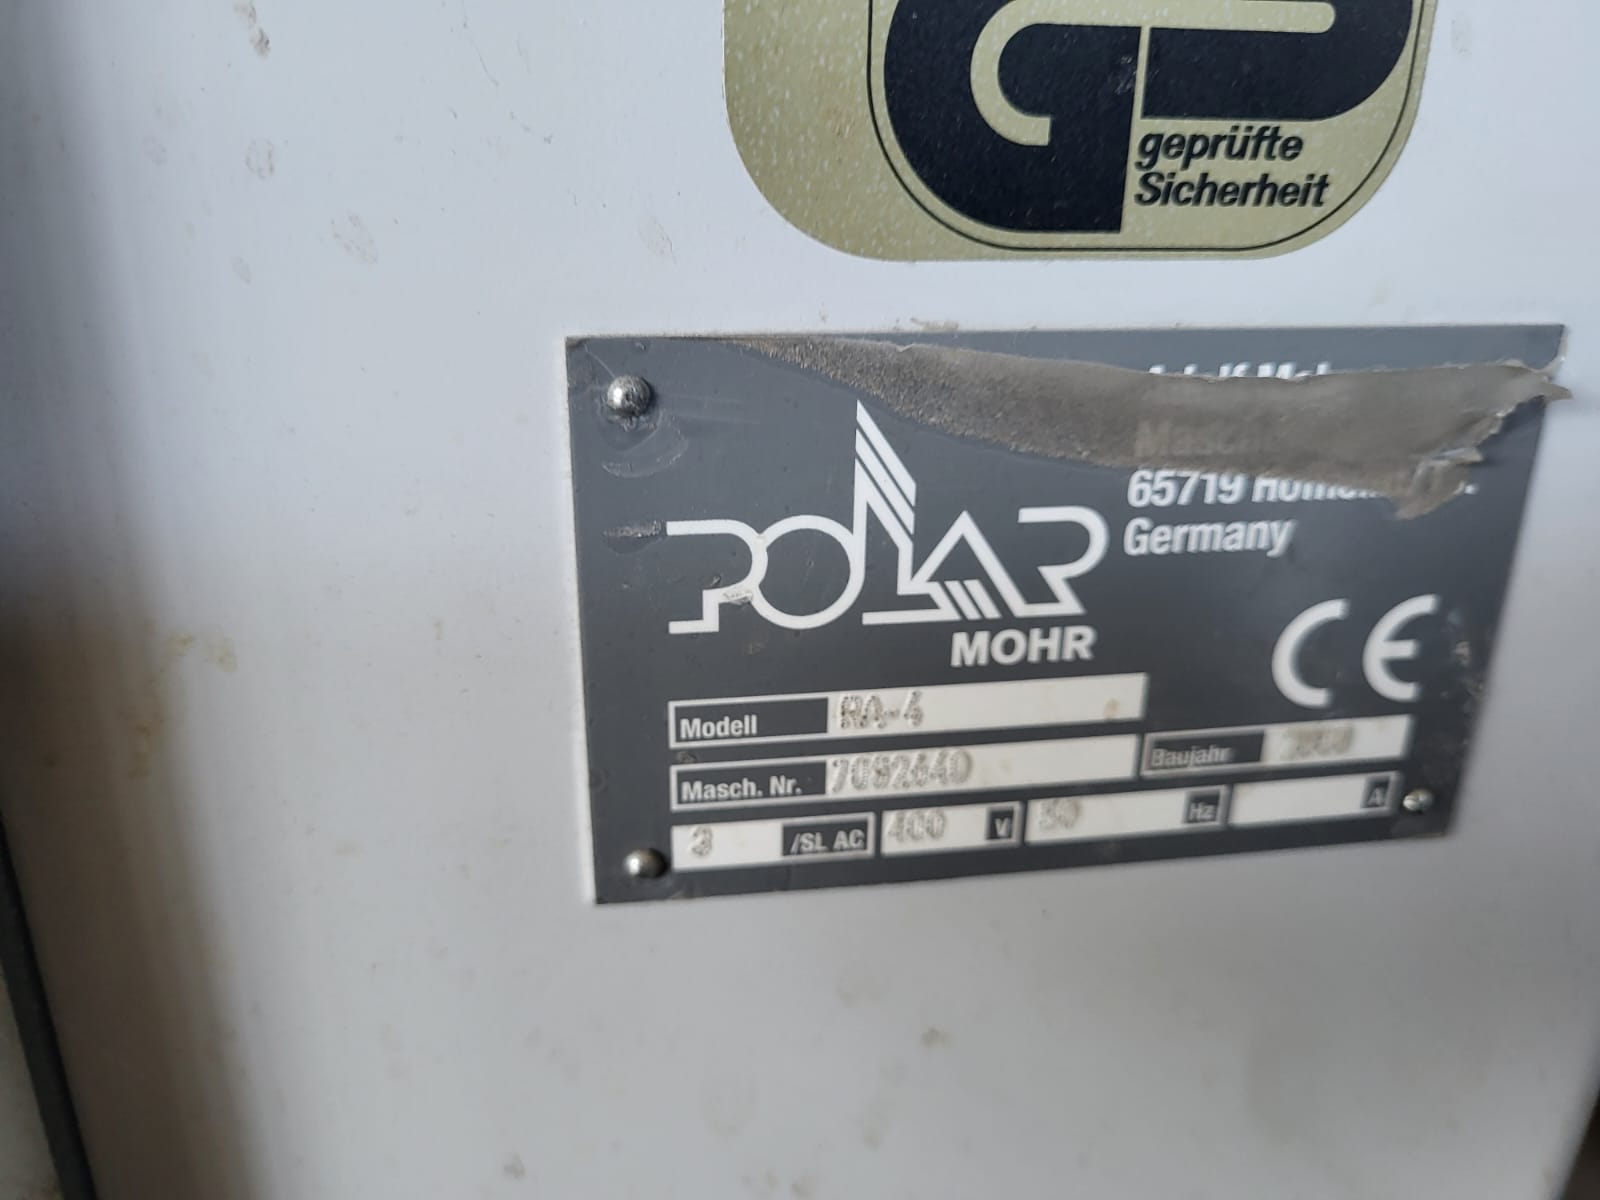 geprüfte
Sicherheit
65719
Germany
POLAR
MOHR
CE
Modell RA-4
Masch. Nr. 7082640
Baujahr
3 /SL AC 400 V 50 Hz A